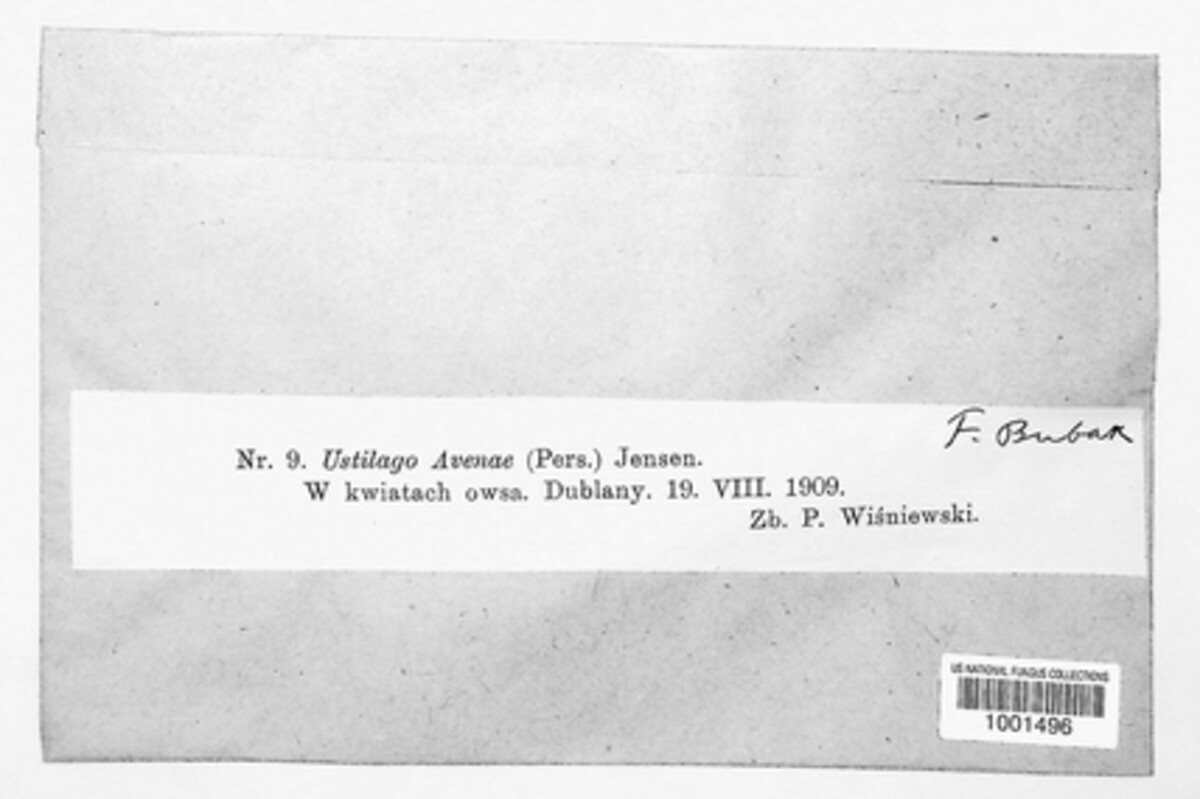 F. Bubak
Nr. 9. Ustilago Avenae (Pers.) Jensen.
W kwiatach owsa. Dublany. 19. VIII. 1909.
Zb. P. Wiśniewski.
US NATIONAL FUNGUS COLLECTIONS
1001496